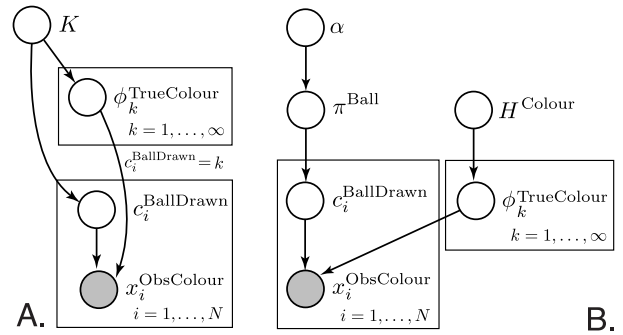 K
ϕ_k^TrueColour
k = 1, . . . , ∞
c_i^BallDrawn = k
c_i^BallDrawn
x_i^ObsColour
i = 1, . . . , N
A.
α
π^Ball
H^Colour
c_i^BallDrawn
ϕ_k^TrueColour
k = 1, . . . , ∞
x_i^ObsColour
i = 1, . . . , N
B.